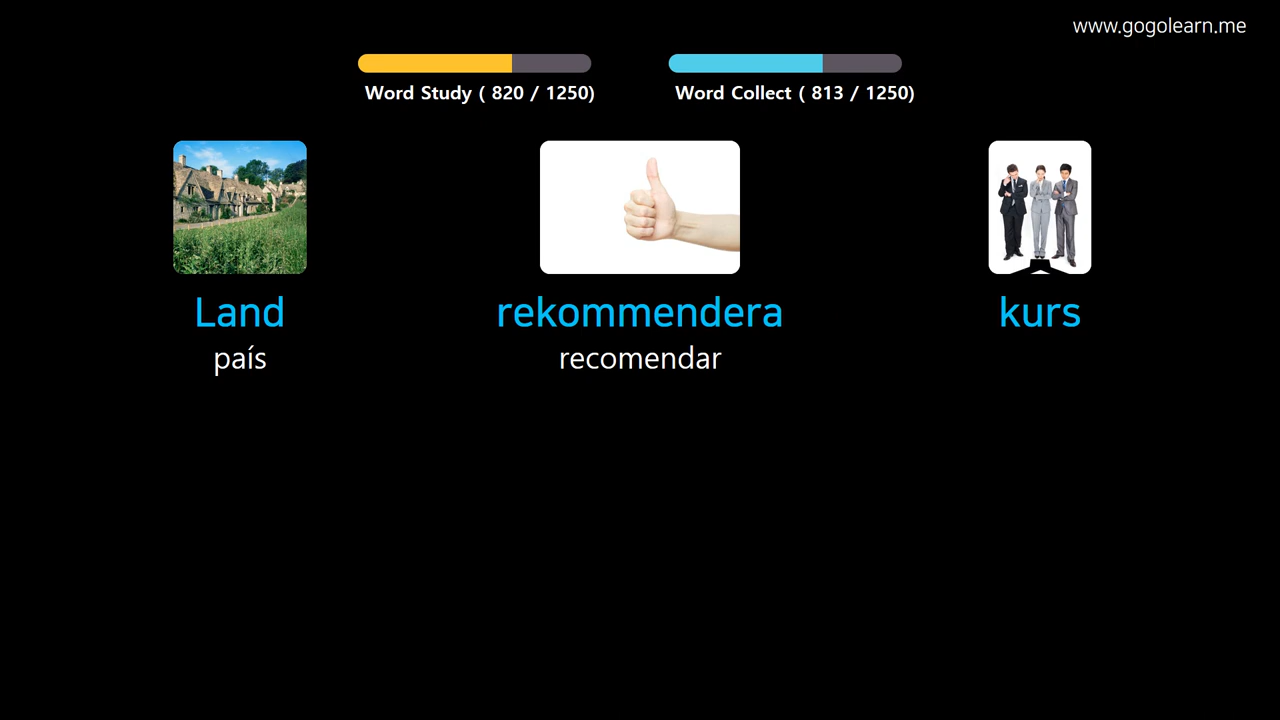 www.gogolearn.me
Word Study ( 820 / 1250)
Word Collect ( 813 / 1250)
Land
rekommendera
kurs
país
recomendar